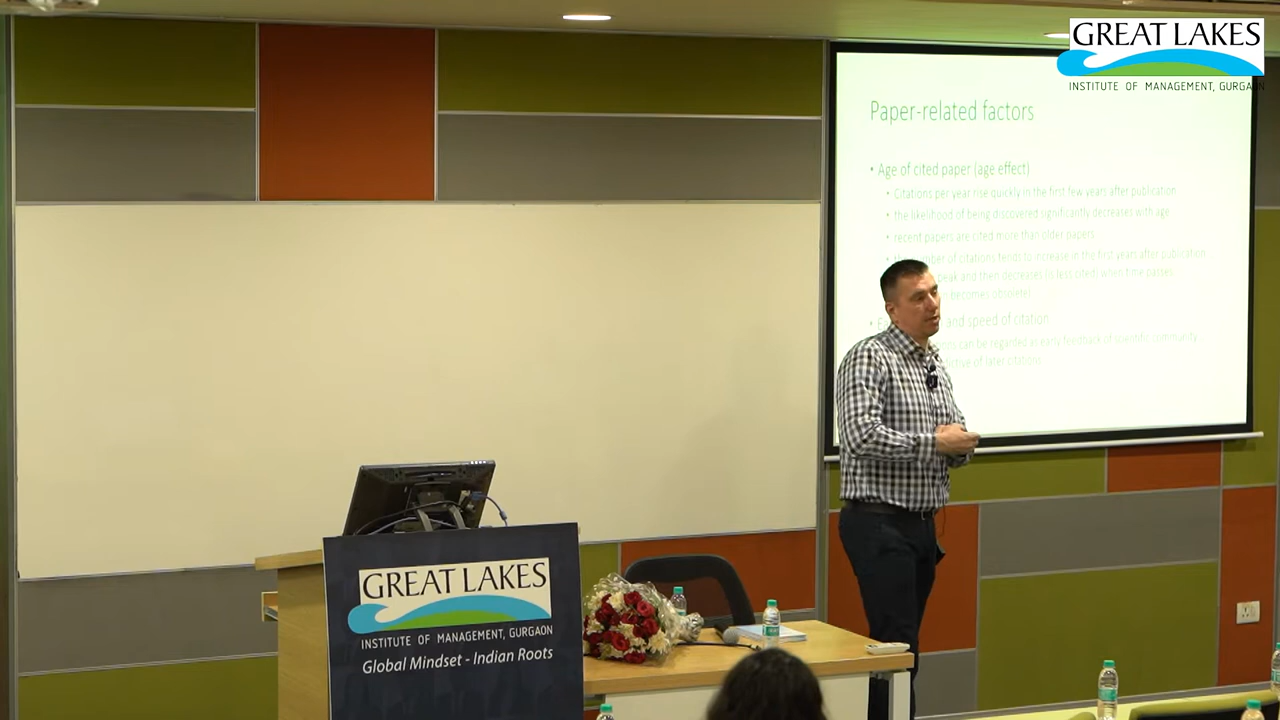 GREAT LAKES
INSTITUTE OF MANAGEMENT, GURGAON
Paper-related factors
• Age of cited paper (age effect)
• Citations per year rise quickly in the first few years after publication
• the likelihood of being discovered significantly decreases with age
• recent papers are cited more than older papers
number of citations tends to increase in the first years after publication
peak and then decreases (is less cited) when time passes
becomes obsolete)
and speed of citation
can be regarded as early feedback of scientific community
of later citations
GREAT LAKES
INSTITUTE OF MANAGEMENT, GURGAON
Global Mindset - Indian Roots